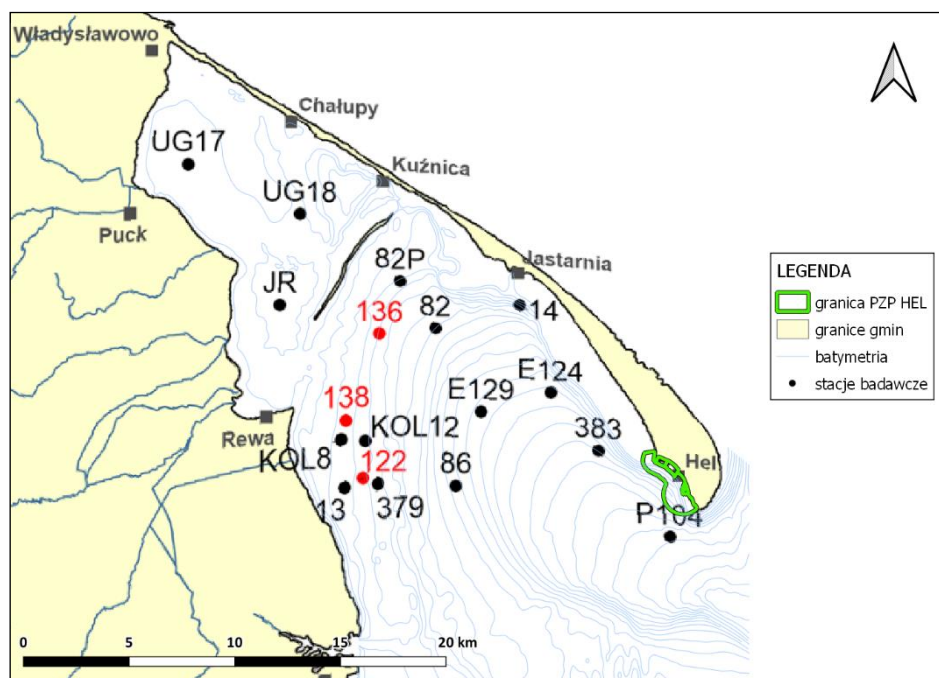 Władysławowo
Chałupy
UG17
Kuźnica
UG18
Puck
82P
Jastarnia
JR
136
82
14
E124
E129
138
KOL12
383
Rewa
KOL8
122
86
Hel
13
379
P104
LEGENDA
granica PZP HEL
granice gmin
batymetria
stacje badawcze
0 5 10 15 20 km